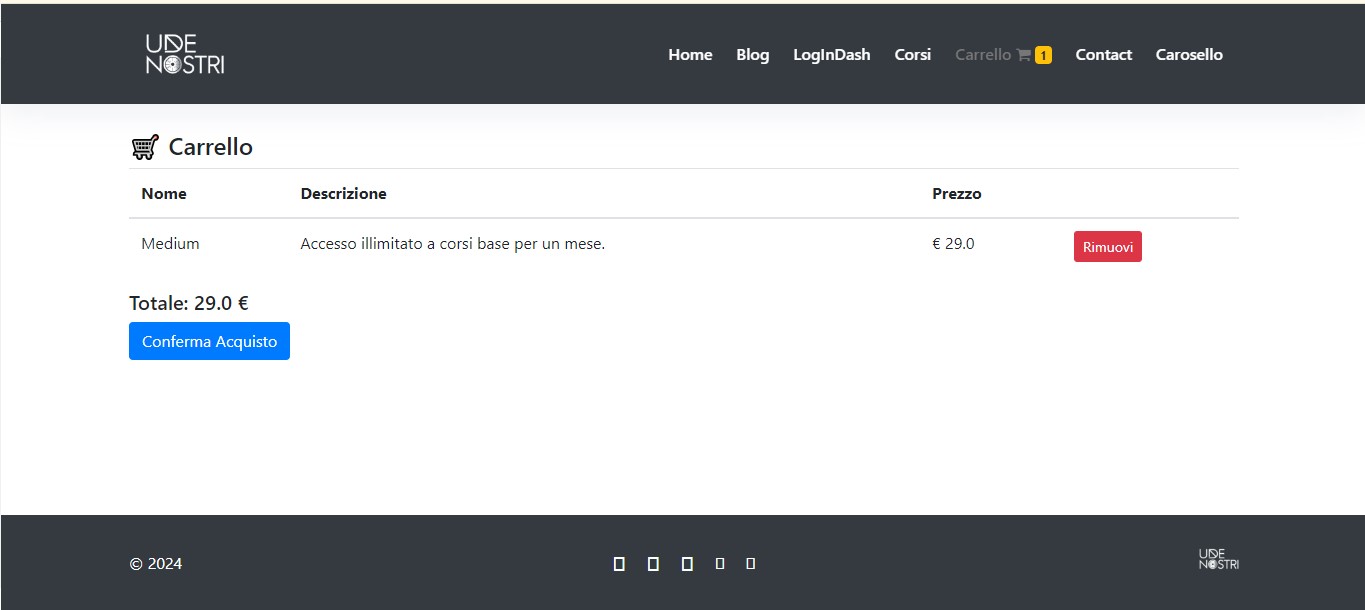 UDE
NOSTRI
Home Blog LogInDash Corsi Carrello 1 Contact Carosello
Carrello
Nome Descrizione Prezzo
Medium Accesso illimitato a corsi base per un mese. € 29.0 Rimuovi
Totale: 29.0 €
Conferma Acquisto
© 2024
UDE
NOSTRI